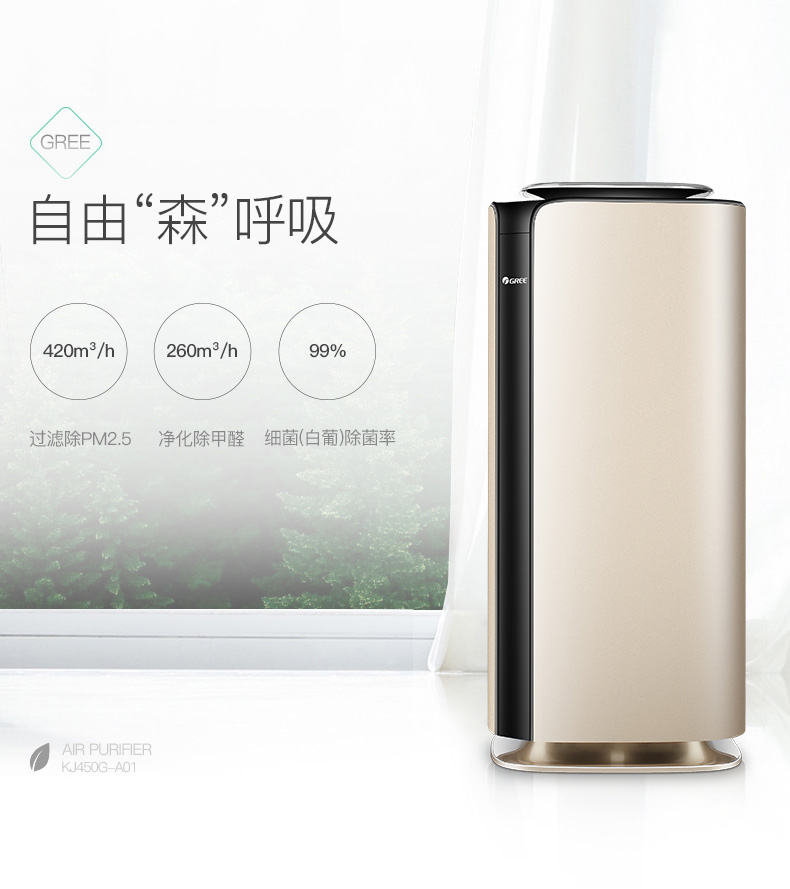 GREE
自由“森”呼吸
GREE
420m³/h
260m³/h
99%
过滤除PM2.5
净化除甲醛
细菌(白葡)除菌率
AIR PURIFIER
KJ450G-A01